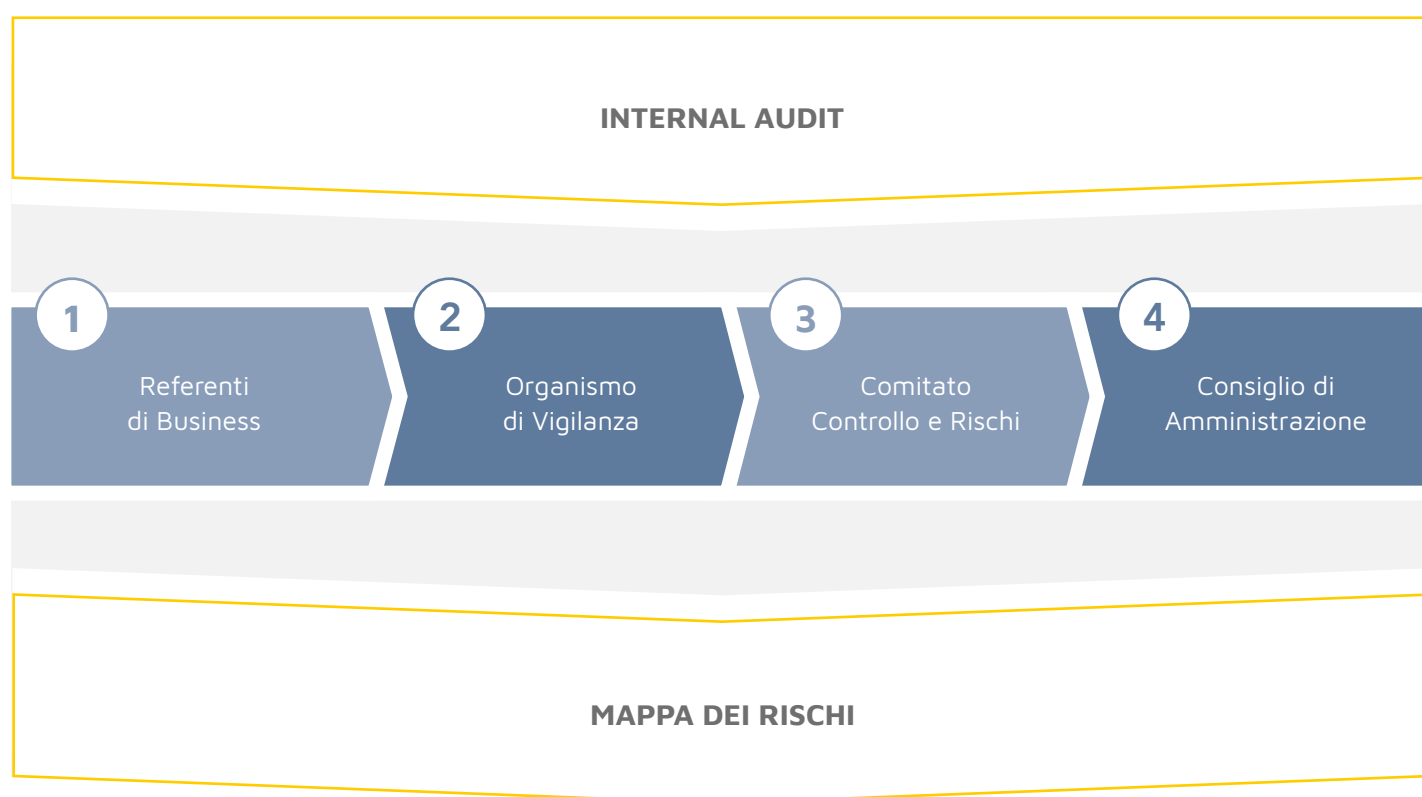 INTERNAL AUDIT
1
Referenti
di Business
2
Organismo
di Vigilanza
3
Comitato
Controllo e Rischi
4
Consiglio di
Amministrazione
MAPPA DEI RISCHI